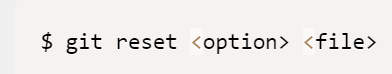 $ git reset <option> <file>